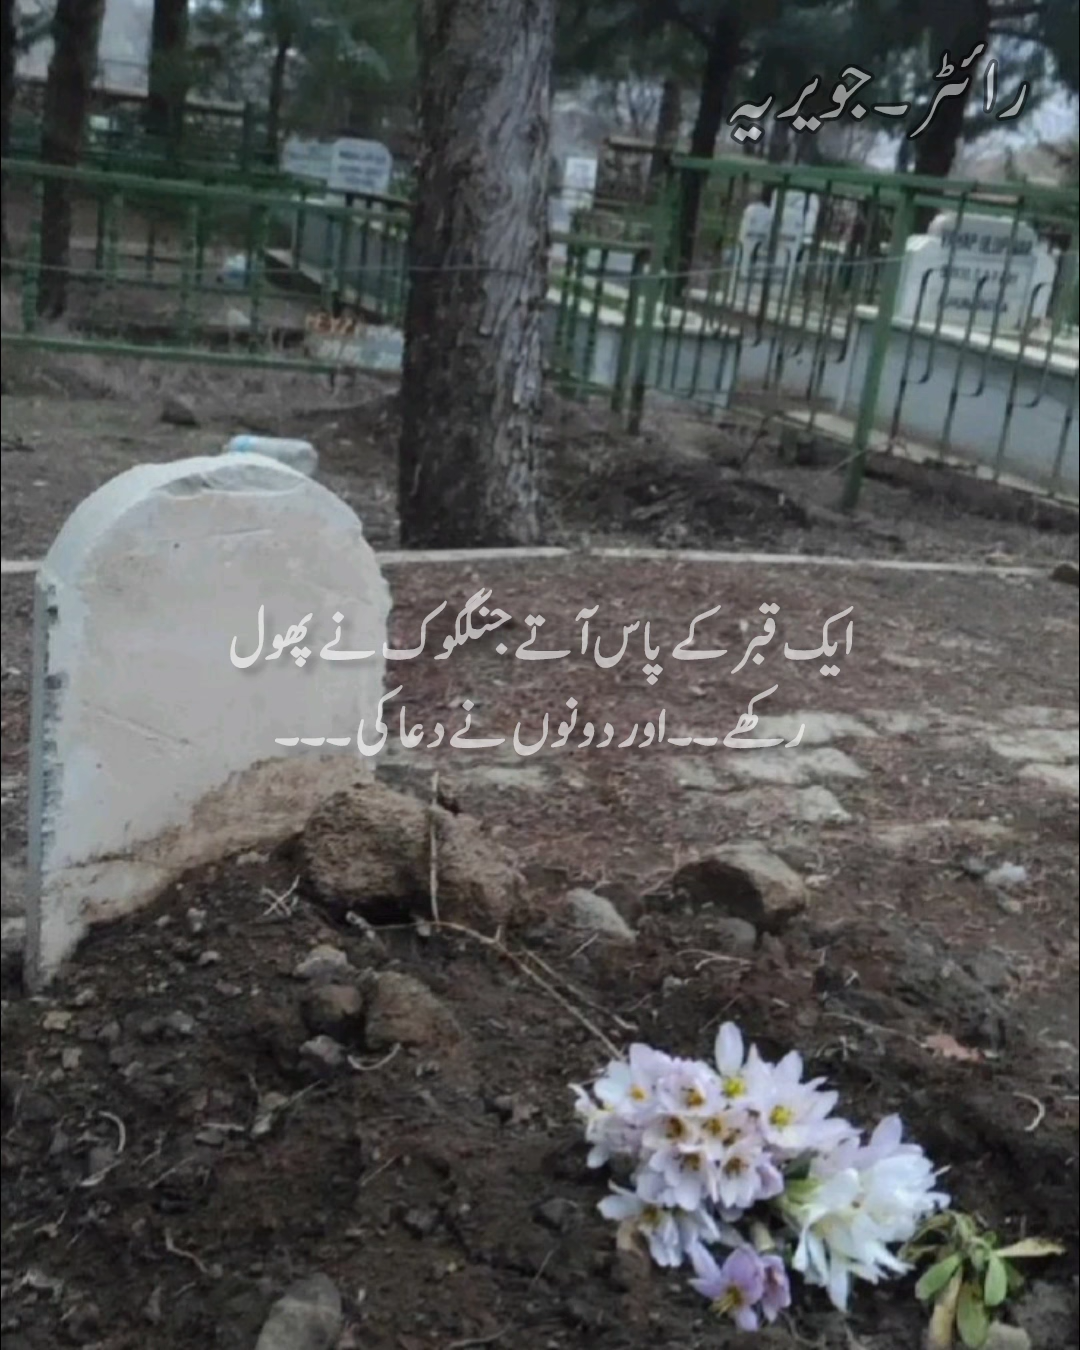 رائٹر۔جویریہ
ایک قبر کے پاس آتے جنگکوک نے پھول
رکھے۔۔اور دونوں نے دعا کی۔۔۔